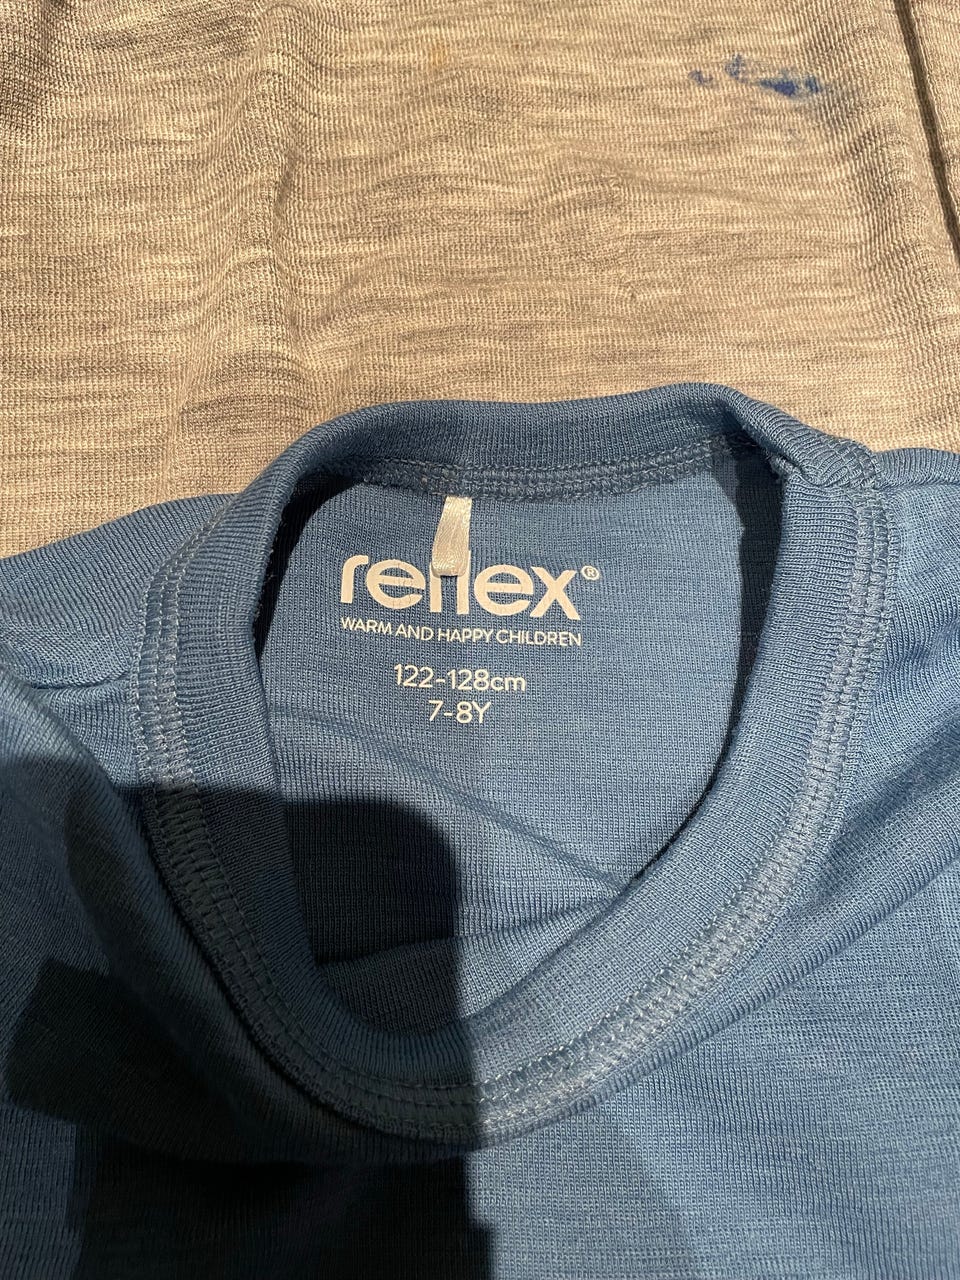 reflex®
WARM AND HAPPY CHILDREN
122-128cm
7-8Y